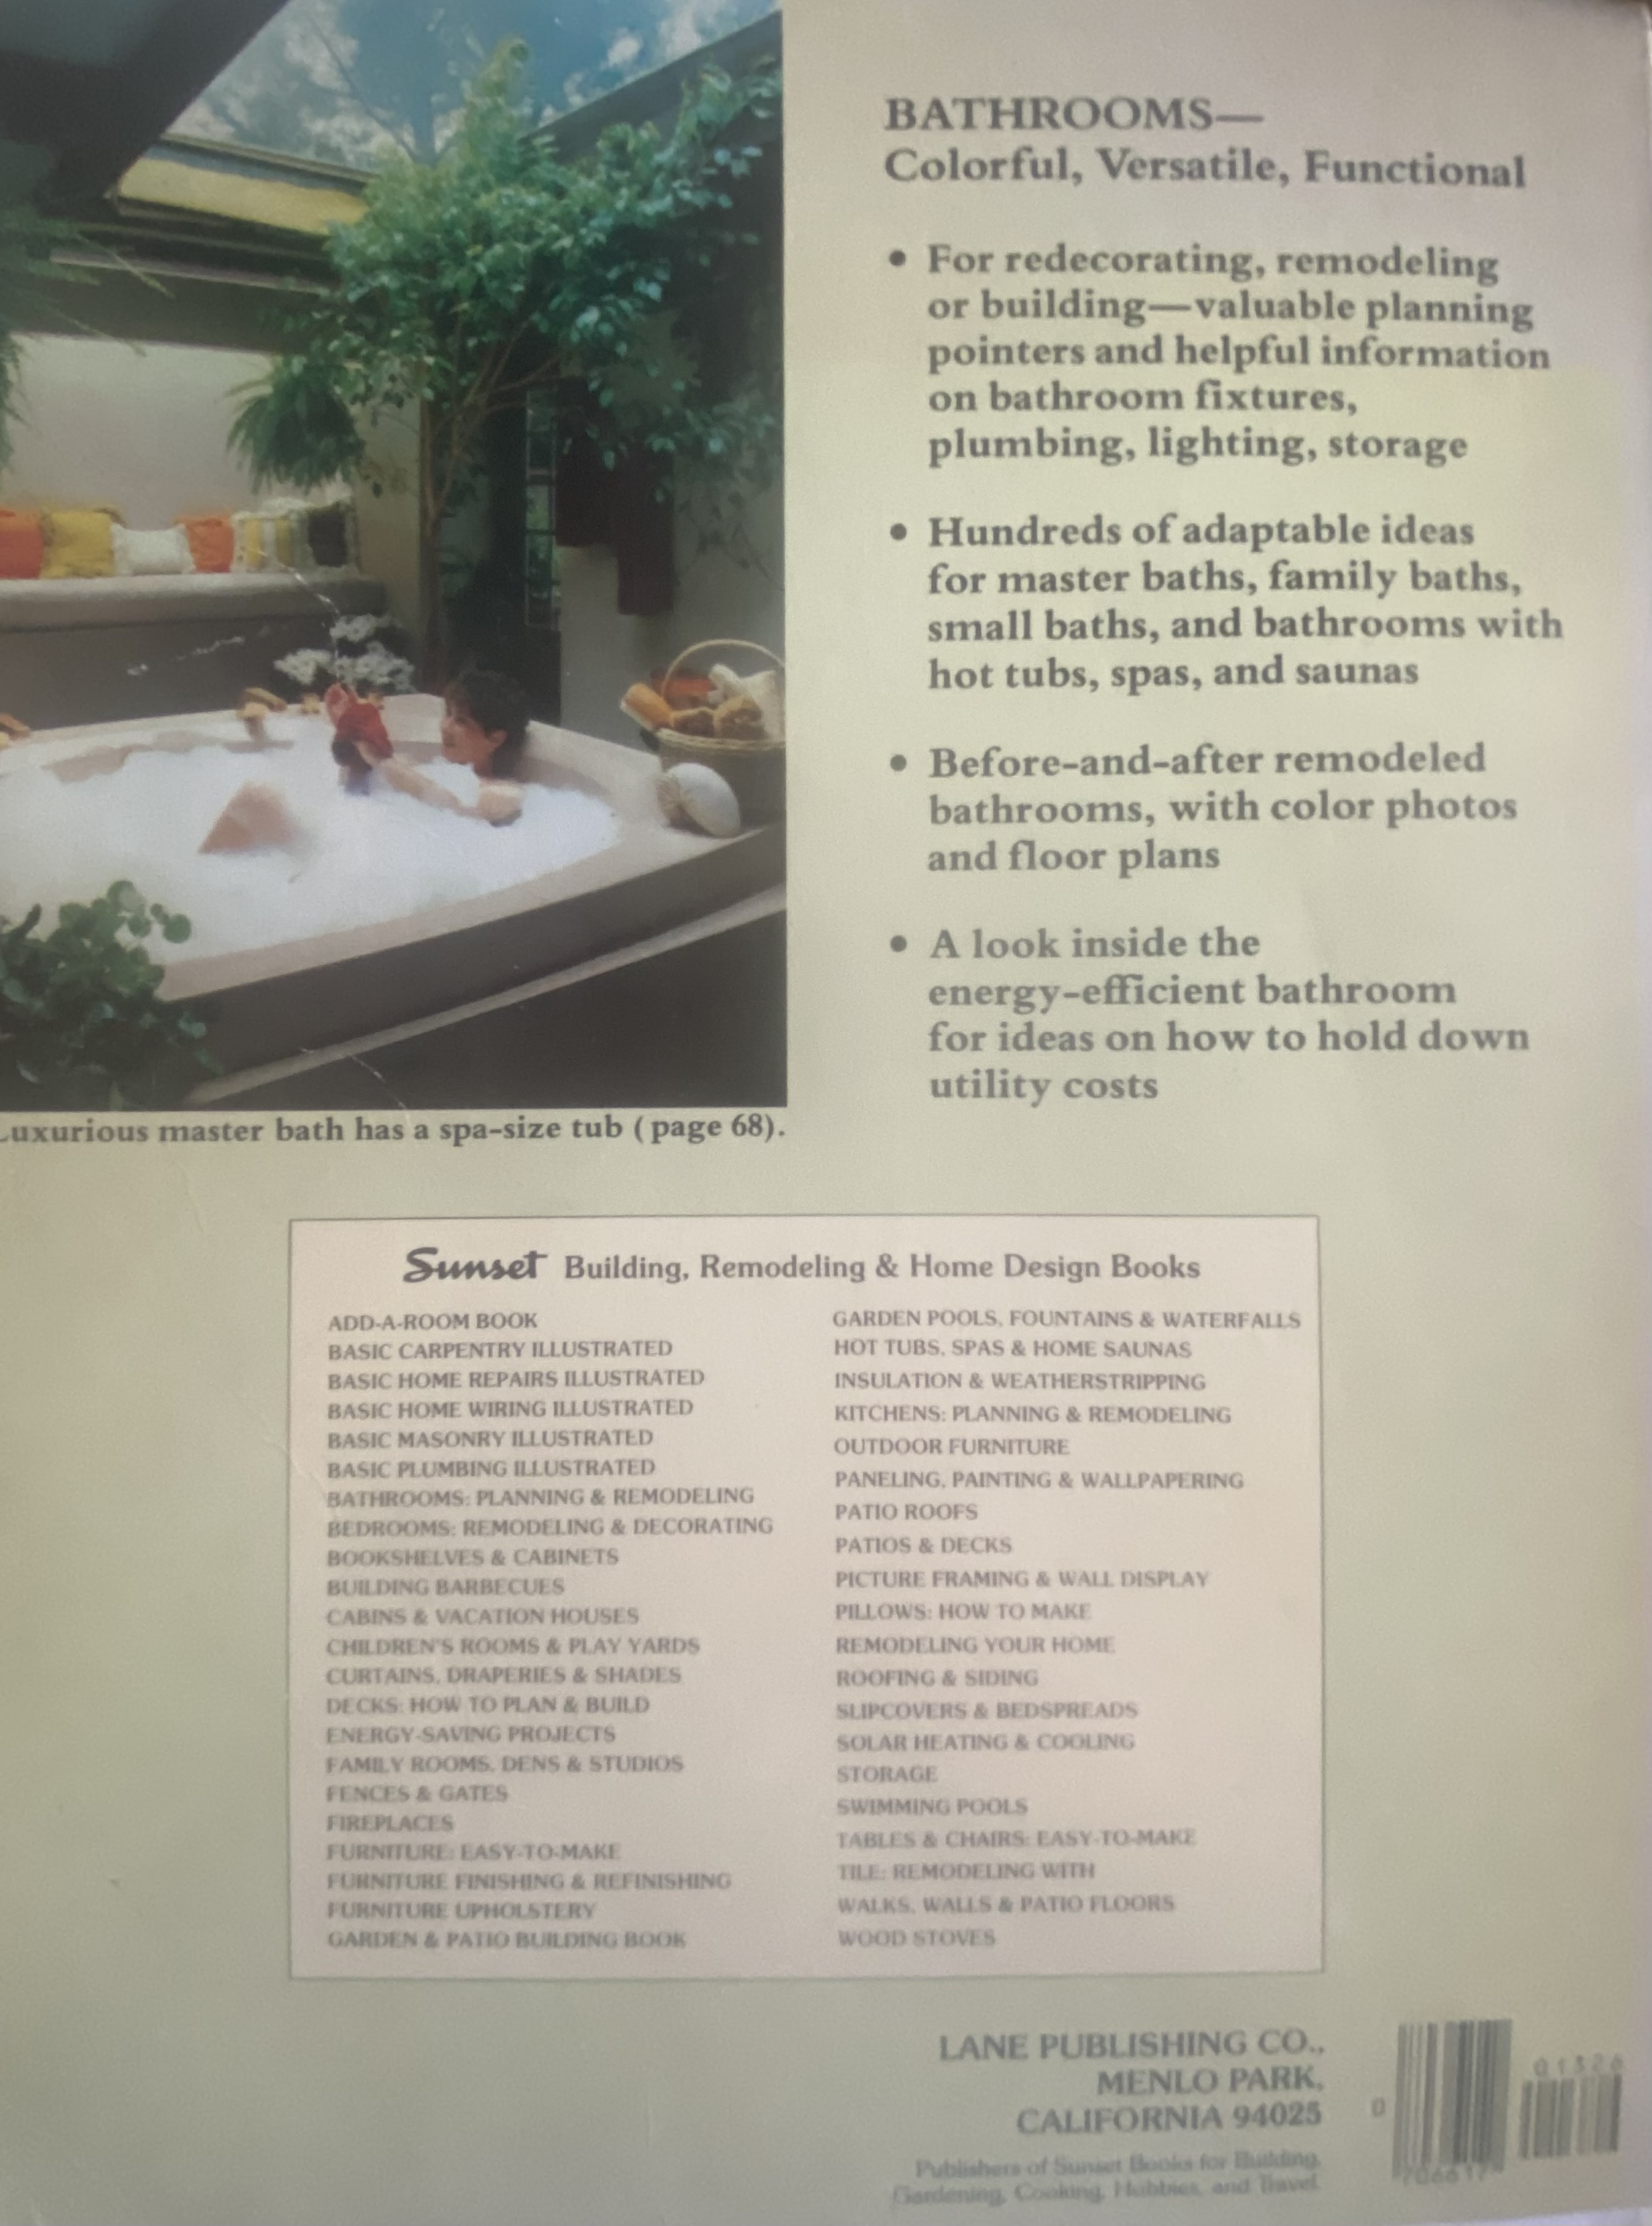 BATHROOMS—
Colorful, Versatile, Functional
• For redecorating, remodeling
or building—valuable planning
pointers and helpful information
on bathroom fixtures,
plumbing, lighting, storage
• Hundreds of adaptable ideas
for master baths, family baths,
small baths, and bathrooms with
hot tubs, spas, and saunas
• Before-and-after remodeled
bathrooms, with color photos
and floor plans
• A look inside the
energy-efficient bathroom
for ideas on how to hold down
utility costs
Luxurious master bath has a spa-size tub (page 68).
Sunset Building, Remodeling & Home Design Books
ADD-A-ROOM BOOK
BASIC CARPENTRY ILLUSTRATED
BASIC HOME REPAIRS ILLUSTRATED
BASIC HOME WIRING ILLUSTRATED
BASIC MASONRY ILLUSTRATED
BASIC PLUMBING ILLUSTRATED
BATHROOMS: PLANNING & REMODELING
BEDROOMS: REMODELING & DECORATING
BOOKSHELVES & CABINETS
BUILDING BARBECUES
CABINS & VACATION HOUSES
CHILDREN'S ROOMS & PLAY YARDS
CURTAINS, DRAPERIES & SHADES
DECKS: HOW TO PLAN & BUILD
ENERGY-SAVING PROJECTS
FAMILY ROOMS, DENS & STUDIOS
FENCES & GATES
FIREPLACES
FURNITURE: EASY-TO-MAKE
FURNITURE FINISHING & REFINISHING
FURNITURE UPHOLSTERY
GARDEN & PATIO BUILDING BOOK
GARDEN POOLS, FOUNTAINS & WATERFALLS
HOT TUBS, SPAS & HOME SAUNAS
INSULATION & WEATHERSTRIPPING
KITCHENS: PLANNING & REMODELING
OUTDOOR FURNITURE
PANELING, PAINTING & WALLPAPERING
PATIO ROOFS
PATIOS & DECKS
PICTURE FRAMING & WALL DISPLAY
PILLOWS: HOW TO MAKE
REMODELING YOUR HOME
ROOFING & SIDING
SLIPCOVERS & BEDSPREADS
SOLAR HEATING & COOLING
STORAGE
SWIMMING POOLS
TABLES & CHAIRS: EASY-TO-MAKE
TILE: REMODELING WITH
WALKS, WALLS & PATIO FLOORS
WOOD STOVES
LANE PUBLISHING CO.,
MENLO PARK,
CALIFORNIA 94025
Publishers of Sunset Books for Building,
Gardening, Cooking, Hobbies, and Travel.
01326
0